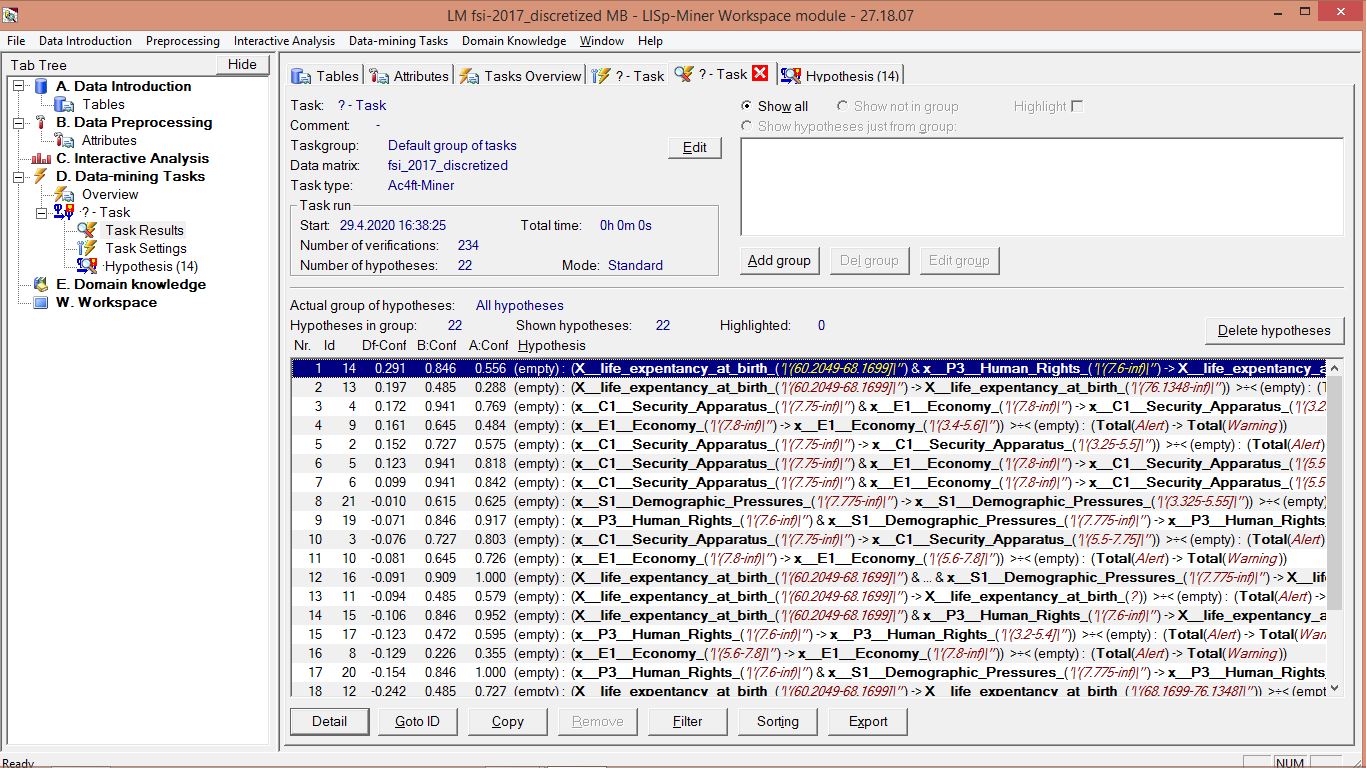 LM fsi-2017_discretized MB - LISp-Miner Workspace module - 27.18.07
File Data Introduction Preprocessing Interactive Analysis Data-mining Tasks Domain Knowledge Window Help
Tab Tree Hide
A. Data Introduction
Tables
B. Data Preprocessing
Attributes
C. Interactive Analysis
D. Data-mining Tasks
Overview
? - Task
Task Results
Task Settings
Hypothesis (14)
E. Domain knowledge
W. Workspace
Tables Attributes Tasks Overview ? - Task ? - Task Hypothesis (14)
Task: ? - Task
Comment: -
Taskgroup: Default group of tasks
Data matrix: fsi_2017_discretized
Task type: Ac4ft-Miner
Edit
Task run
Start: 29.4.2020 16:38:25 Total time: 0h 0m 0s
Number of verifications: 234
Number of hypotheses: 22 Mode: Standard
Show all Show not in group Highlight
Show hypotheses just from group:
Add group Del group Edit group
Actual group of hypotheses: All hypotheses
Hypotheses in group: 22 Shown hypotheses: 22 Highlighted: 0
Delete hypotheses
Nr. Id Df-Conf B:Conf A:Conf Hypothesis
1 14 0.291 0.846 0.556 (empty) : (X__life_expentancy_at_birth_('|'(60.2049-68.1699]|'') & x__P3__Human_Rights_('|'(7.6-inf)|'') -> X__life_expentancy_a
2 13 0.197 0.485 0.288 (empty) : (X__life_expentancy_at_birth_('|'(60.2049-68.1699]|'') -> X__life_expentancy_at_birth_('|'(76.1348-inf)|'')) >÷< (empty) : (T
3 4 0.172 0.941 0.769 (empty) : (x__C1__Security_Apparatus_('|'(7.75-inf)|'') & x__E1__Economy_('|'(7.8-inf)|'') -> x__C1__Security_Apparatus_('|'(3.2
4 9 0.161 0.645 0.484 (empty) : (x__E1__Economy_('|'(7.8-inf)|'') -> x__E1__Economy_('|'(3.4-5.6]|'')) >÷< (empty) : (Total(Alert) -> Total(Warning))
5 2 0.152 0.727 0.575 (empty) : (x__C1__Security_Apparatus_('|'(7.75-inf)|'') -> x__C1__Security_Apparatus_('|'(3.25-5.5]|'')) >÷< (empty) : (Total(Alert)
6 5 0.123 0.941 0.818 (empty) : (x__C1__Security_Apparatus_('|'(7.75-inf)|'') & x__E1__Economy_('|'(7.8-inf)|'') -> x__C1__Security_Apparatus_('|'(5.5
7 6 0.099 0.941 0.842 (empty) : (x__C1__Security_Apparatus_('|'(7.75-inf)|'') & x__E1__Economy_('|'(7.8-inf)|'') -> x__C1__Security_Apparatus_('|'(5.5
8 21 -0.010 0.615 0.625 (empty) : (x__S1__Demographic_Pressures_('|'(7.775-inf)|'') -> x__S1__Demographic_Pressures_('|'(3.325-5.55]|'')) >÷< (empty)
9 19 -0.071 0.846 0.917 (empty) : (x__P3__Human_Rights_('|'(7.6-inf)|'') & x__S1__Demographic_Pressures_('|'(7.775-inf)|'') -> x__P3__Human_Rights_
10 3 -0.076 0.727 0.803 (empty) : (x__C1__Security_Apparatus_('|'(7.75-inf)|'') -> x__C1__Security_Apparatus_('|'(5.5-7.75]|'')) >÷< (empty) : (Total(Alert)
11 10 -0.081 0.645 0.726 (empty) : (x__E1__Economy_('|'(7.8-inf)|'') -> x__E1__Economy_('|'(5.6-7.8]|'')) >÷< (empty) : (Total(Alert) -> Total(Warning))
12 16 -0.091 0.909 1.000 (empty) : (X__life_expentancy_at_birth_('|'(60.2049-68.1699]|'') & ... & x__S1__Demographic_Pressures_('|'(7.775-inf)|'') -> X__lif
13 11 -0.094 0.485 0.579 (empty) : (X__life_expentancy_at_birth_('|'(60.2049-68.1699]|'') -> X__life_expentancy_at_birth_(?)) >÷< (empty) : (Total(Alert) ->
14 15 -0.106 0.846 0.952 (empty) : (X__life_expentancy_at_birth_('|'(60.2049-68.1699]|'') & x__P3__Human_Rights_('|'(7.6-inf)|'') -> X__life_expentancy_a
15 17 -0.123 0.472 0.595 (empty) : (x__P3__Human_Rights_('|'(7.6-inf)|'') -> x__P3__Human_Rights_('|'(3.2-5.4]|'')) >÷< (empty) : (Total(Alert) -> Total(Warn
16 8 -0.129 0.226 0.355 (empty) : (x__E1__Economy_('|'(5.6-7.8]|'') -> x__E1__Economy_('|'(7.8-inf)|'')) >÷< (empty) : (Total(Alert) -> Total(Warning))
17 20 -0.154 0.846 1.000 (empty) : (x__P3__Human_Rights_('|'(7.6-inf)|'') & x__S1__Demographic_Pressures_('|'(7.775-inf)|'') -> x__P3__Human_Rights_
18 12 -0.242 0.485 0.727 (empty) : (X__life_expentancy_at_birth_('|'(60.2049-68.1699]|'') -> X__life_expentancy_at_birth_('|'(68.1699-76.1348]|'')) >÷< (empt
Detail Goto ID Copy Remove Filter Sorting Export
Ready NUM